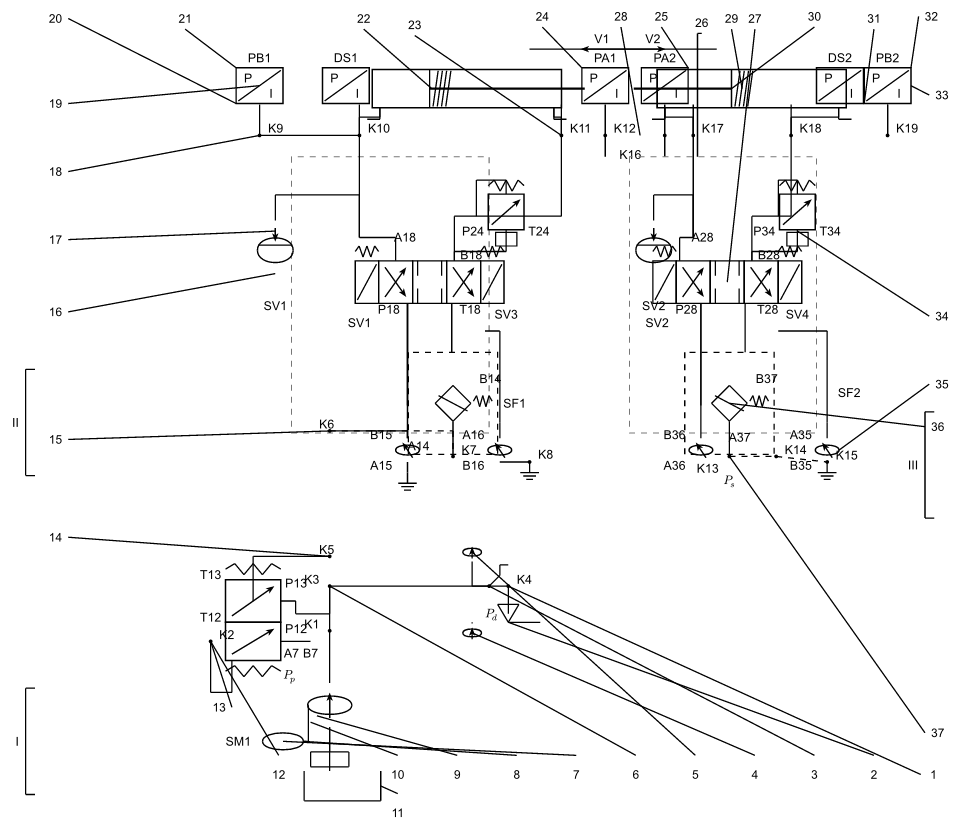 20 21 22 23 24 28 25 26 29 27 30 31 32
V1 V2
PB1 DS1 PA1 PA2 DS2 PB2
P P P P P P
I I I I I I
19 33
K9 K10 K11 K12 K17 K18 K19
K16
18
17 P24 T24 P34 T34
A18 A28
B18 B28
16 SV1 SV1 P18 T18 SV3 SV2 SV2 P28 T28 SV4 34
B14 B37 35
II SF1 SF2
15 K6 B15 A14 A16 K7 B36 A37 A35 36
A15 B16 K8 A36 K13 K14 B35 K15 III
Ps
14 K5
T13 P13 K3 K4
T12 P12 K1 Pd
K2 A7 B7
Pp
13
I SM1 37
12 10 9 8 7 6 5 4 3 2 1
11